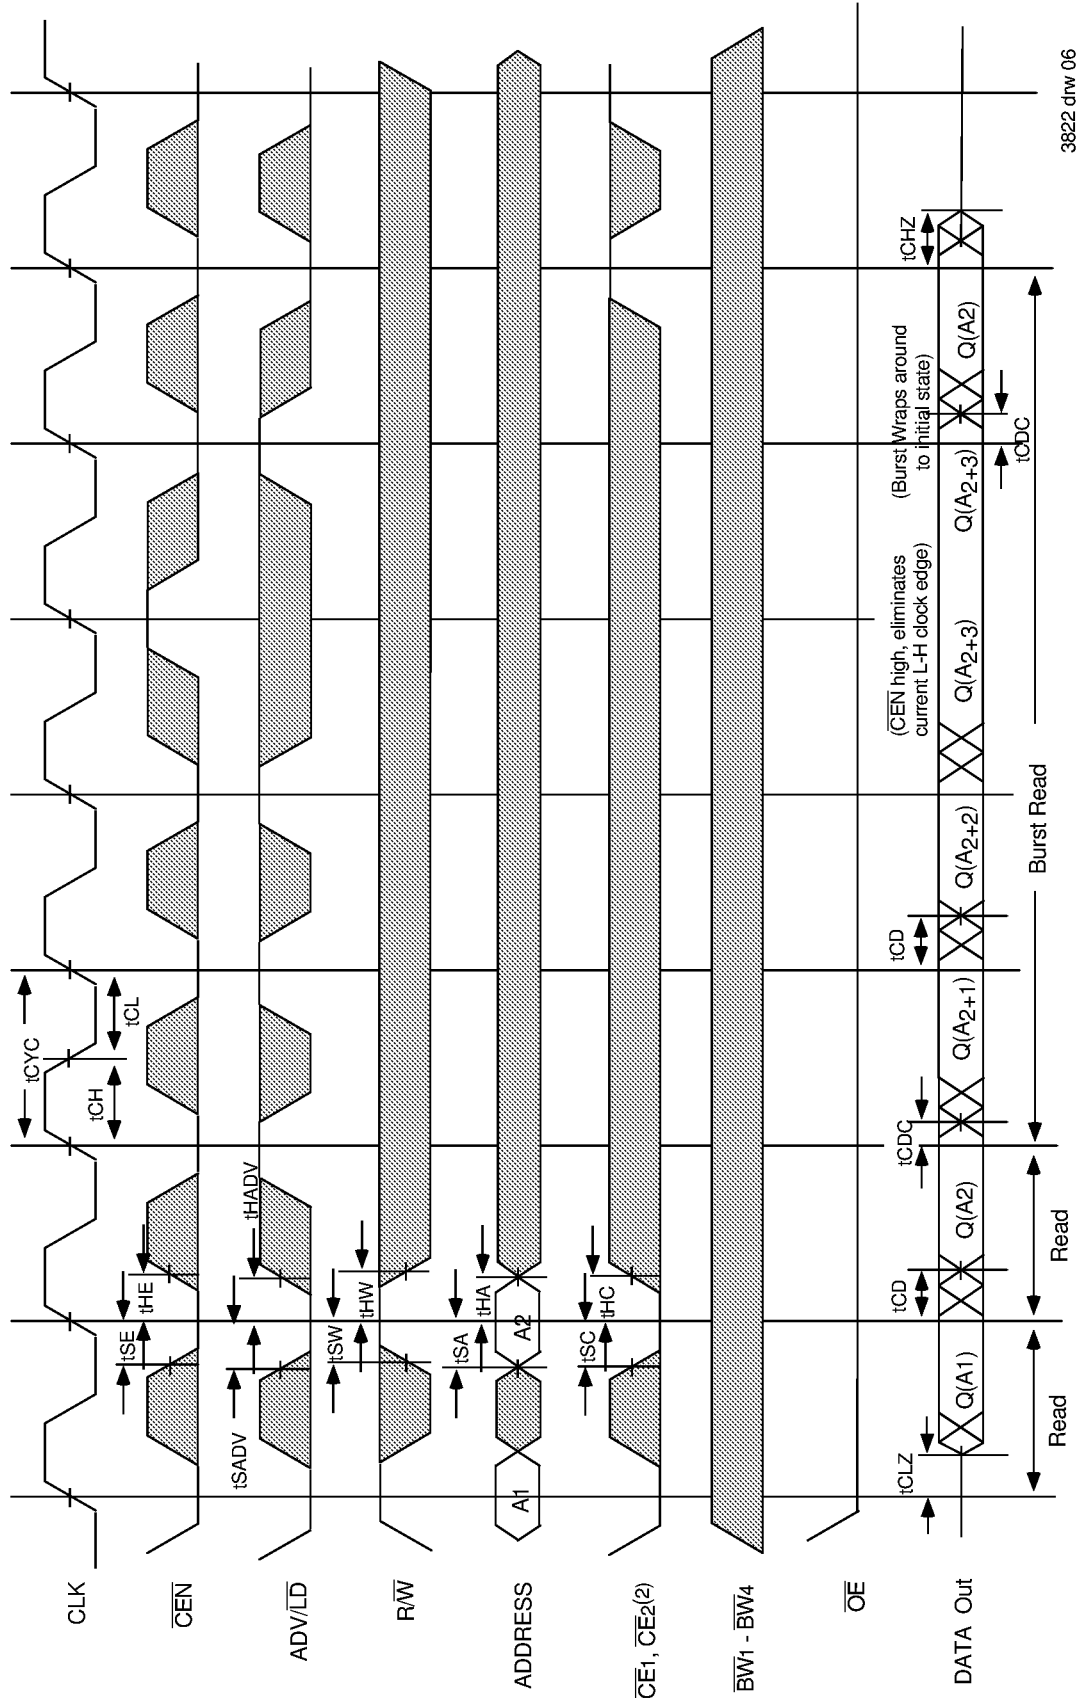 CLK
tCYC
tCH
tCL
CEN
tSE
tHE
ADV/LD
tSADV
tHADV
R/W
tSW
tHW
ADDRESS
A1
A2
tSA
tHA
CE1, CE2(2)
tSC
tHC
BW1 - BW4
OE
(CEN high, eliminates
current L-H clock edge)
(Burst Wraps around
to initial state)
tCLZ
tCD
tCDC
tCD
tCHZ
DATA Out
Q(A1)
Q(A2)
Q(A2+1)
Q(A2+2)
Q(A2+3)
Q(A2+3)
Q(A2)
tCDC
Read
Read
Burst Read
3822 drw 06